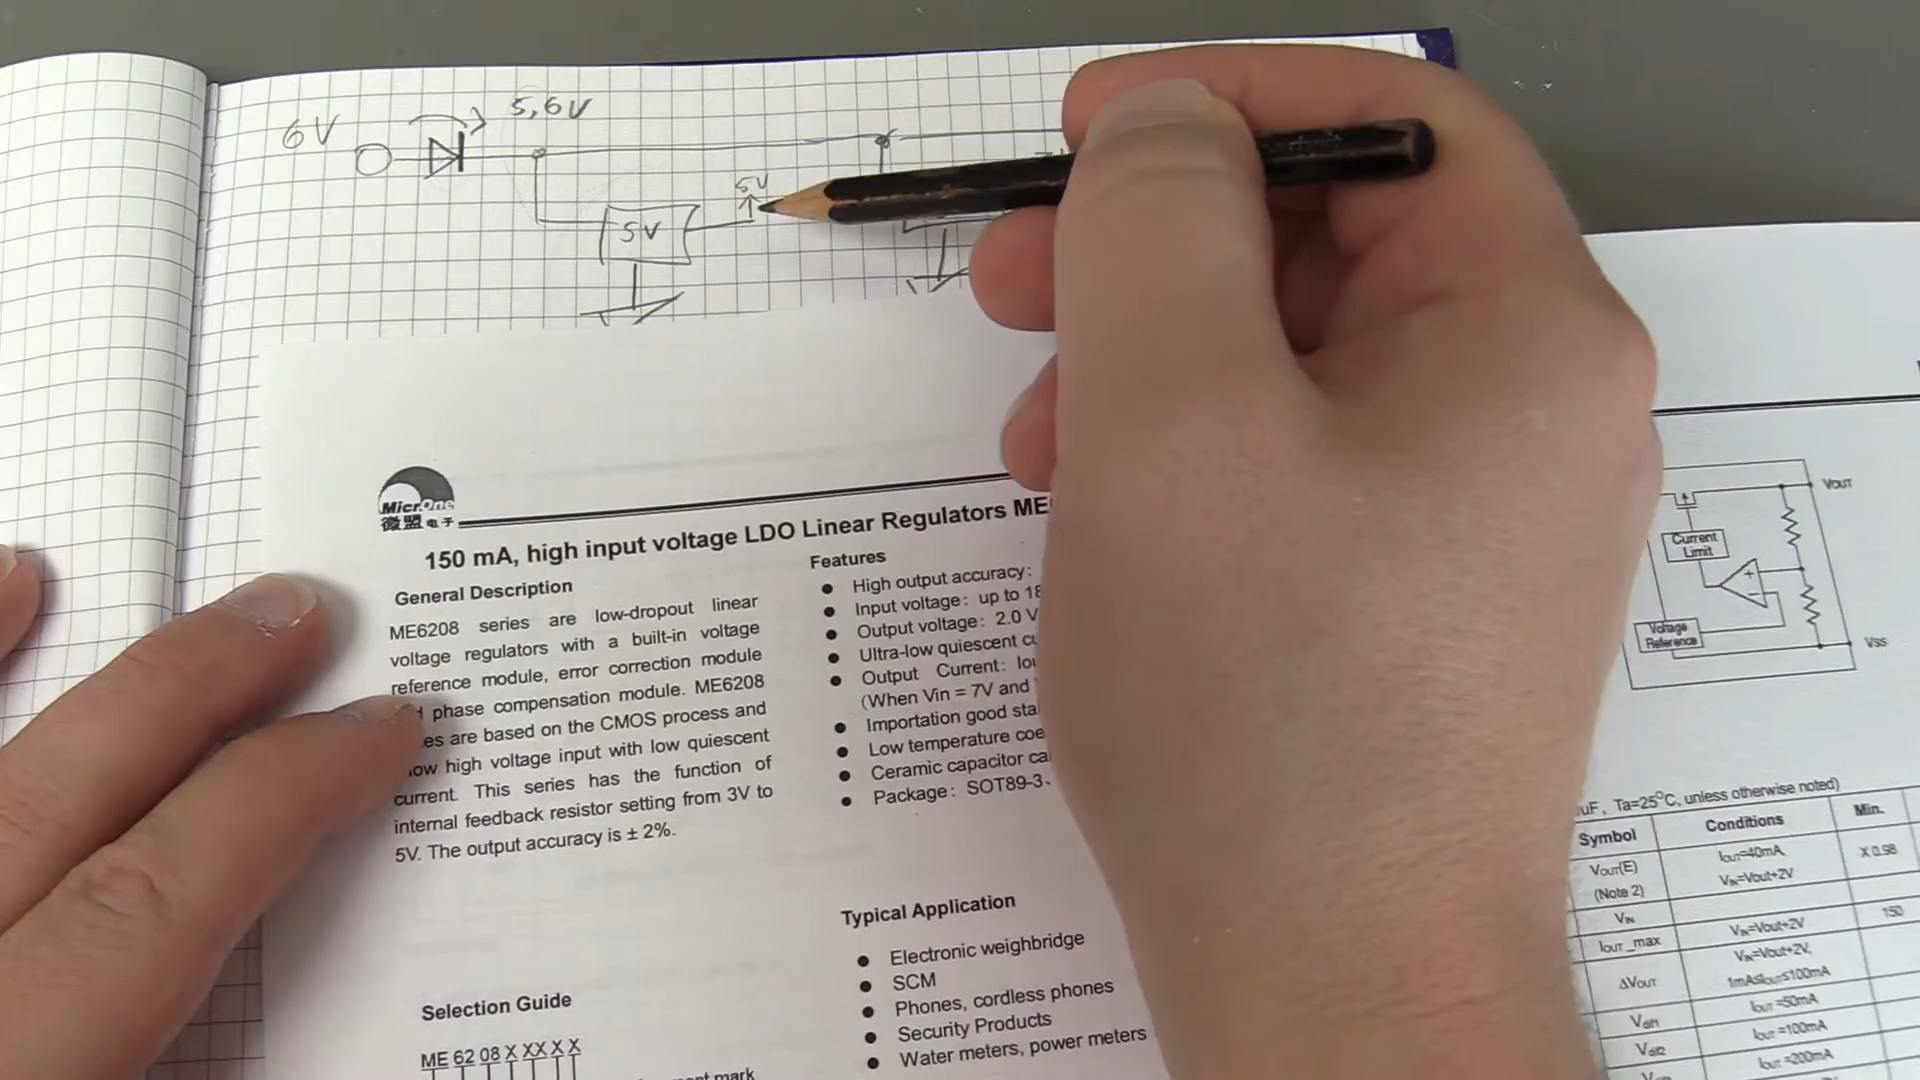 6V
5,6V
5V
5V
MicrOne
微盟电子
150 mA, high input voltage LDO Linear Regulators ME
General Description
ME6208 series are low-dropout linear
voltage regulators with a built-in voltage
reference module, error correction module
phase compensation module. ME6208
are based on the CMOS process and
high voltage input with low quiescent
current. This series has the function of
internal feedback resistor setting from 3V to
5V. The output accuracy is ± 2%.
Selection Guide
ME 62 08 X XX X X
mark
Features
● High output accuracy:
● Input voltage: up to 18
● Output voltage: 2.0 V
● Ultra-low quiescent
● Output Current:
(When Vin = 7V and
● Importation good
● Low temperature
● Ceramic capacitor
● Package: SOT89-3、
Typical Application
● Electronic weighbridge
● SCM
● Phones, cordless phones
● Security Products
● Water meters, power meters
VOUT
Current
Limit
+
−
Voltage
Reference
VSS
uF, Ta=25°C, unless otherwise noted)
Symbol Conditions Min.
VOUT(E) IOUT=40mA, X 0.98
(Note 2) VIN=Vout+2V
VIN
IOUT_max VIN=Vout+2V 150
ΔVOUT VIN=Vout+2V,
1mA≤IOUT≤100mA
Vdif1 IOUT=50mA
Vdif2 IOUT=100mA
IOUT=200mA